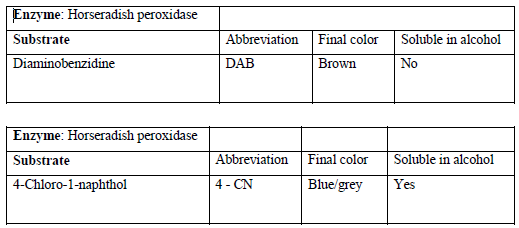 Enzyme: Horseradish peroxidase
Substrate Abbreviation Final color Soluble in alcohol
Diaminobenzidine DAB Brown No
Enzyme: Horseradish peroxidase
Substrate Abbreviation Final color Soluble in alcohol
4-Chloro-1-naphthol 4 - CN Blue/grey Yes